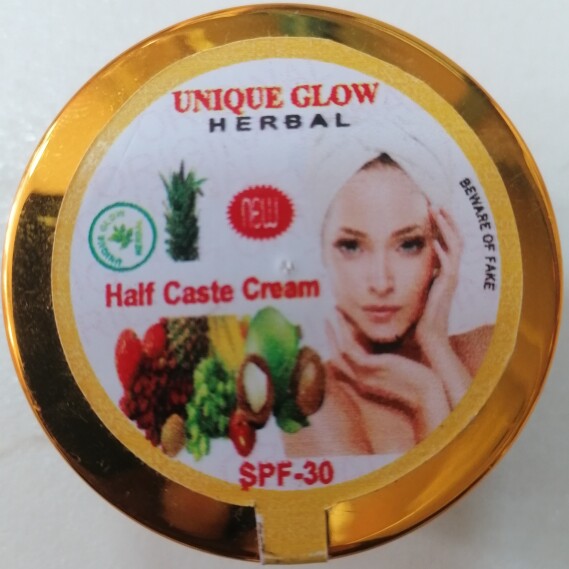 UNIQUE GLOW
HERBAL
NEW
BEWARE OF FAKE
Half Caste Cream
SPF-30